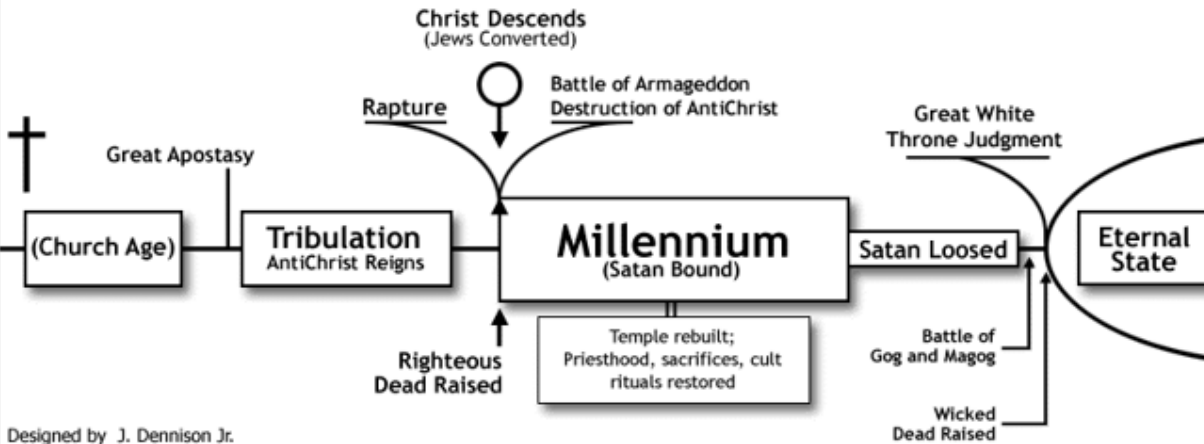 Christ Descends
(Jews Converted)
Rapture
Battle of Armageddon
Destruction of AntiChrist
Great White
Throne Judgment
Great Apostasy
(Church Age)
Tribulation
AntiChrist Reigns
Millennium
(Satan Bound)
Satan Loosed
Eternal
State
Righteous
Dead Raised
Temple rebuilt;
Priesthood, sacrifices, cult
rituals restored
Battle of
Gog and Magog
Wicked
Dead Raised
Designed by J. Dennison Jr.